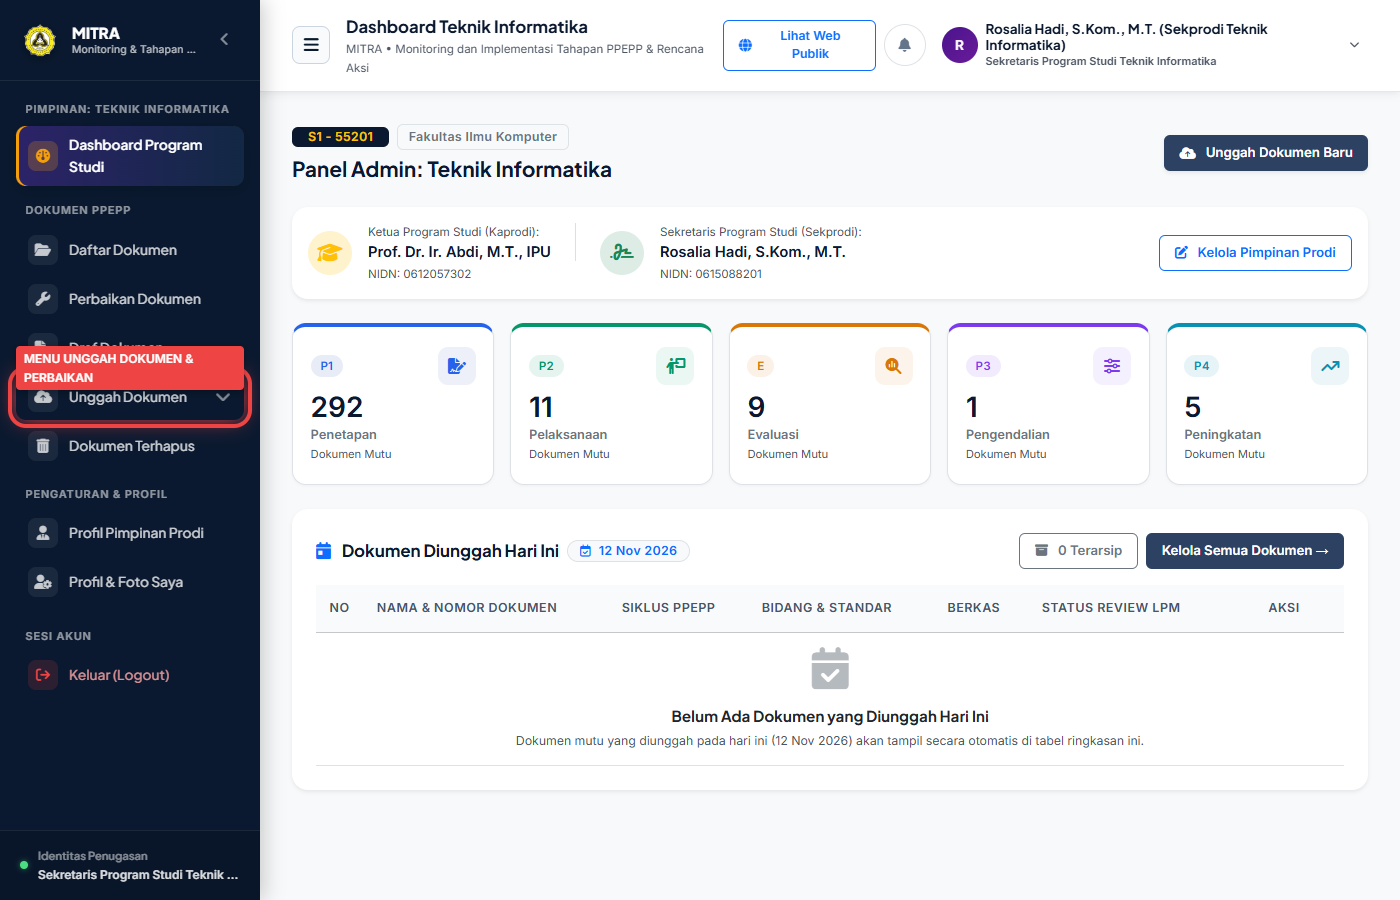 MITRA
Monitoring & Tahapan ...
PIMPINAN: TEKNIK INFORMATIKA
Dashboard Program
Studi
DOKUMEN PPEPP
Daftar Dokumen
Perbaikan Dokumen
MENU UNGGAH DOKUMEN &
PERBAIKAN
Unggah Dokumen
Dokumen Terhapus
PENGATURAN & PROFIL
Profil Pimpinan Prodi
Profil & Foto Saya
SESI AKUN
Keluar (Logout)
Identitas Penugasan
Sekretaris Program Studi Teknik ...
Dashboard Teknik Informatika
MITRA • Monitoring dan Implementasi Tahapan PPEPP & Rencana
Aksi
Lihat Web
Publik
R
Rosalia Hadi, S.Kom., M.T. (Sekprodi Teknik
Informatika)
Sekretaris Program Studi Teknik Informatika
S1 - 55201
Fakultas Ilmu Komputer
Panel Admin: Teknik Informatika
Unggah Dokumen Baru
Ketua Program Studi (Kaprodi):
Prof. Dr. Ir. Abdi, M.T., IPU
NIDN: 0612057302
Sekretaris Program Studi (Sekprodi):
Rosalia Hadi, S.Kom., M.T.
NIDN: 0615088201
Kelola Pimpinan Prodi
P1
292
Penetapan
Dokumen Mutu
P2
11
Pelaksanaan
Dokumen Mutu
E
9
Evaluasi
Dokumen Mutu
P3
1
Pengendalian
Dokumen Mutu
P4
5
Peningkatan
Dokumen Mutu
Dokumen Diunggah Hari Ini
12 Nov 2026
0 Terarsip
Kelola Semua Dokumen →
NO NAMA & NOMOR DOKUMEN SIKLUS PPEPP BIDANG & STANDAR BERKAS STATUS REVIEW LPM AKSI
Belum Ada Dokumen yang Diunggah Hari Ini
Dokumen mutu yang diunggah pada hari ini (12 Nov 2026) akan tampil secara otomatis di tabel ringkasan ini.